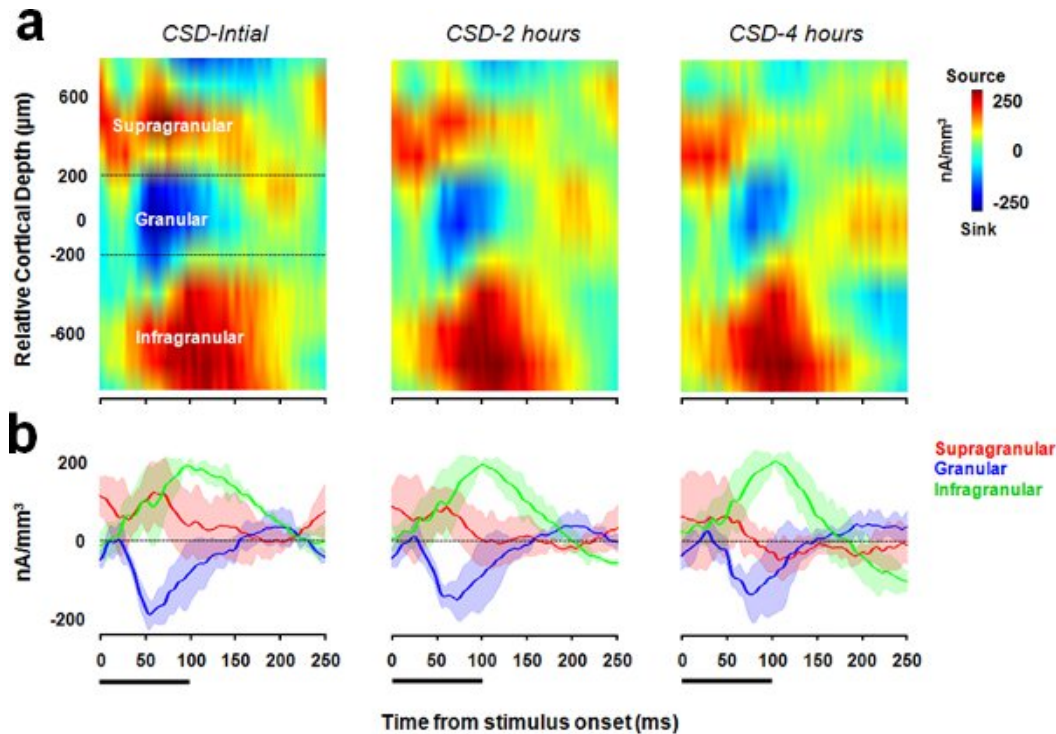 a
CSD-Intial
CSD-2 hours
CSD-4 hours
Relative Cortical Depth (µm)
600
200
0
-200
-600
Supragranular
Granular
Infragranular
Source
250
0
-250
Sink
nA/mm³
b
nA/mm³
200
0
-200
Supragranular
Granular
Infragranular
0 50 100 150 200 250
0 50 100 150 200 250
0 50 100 150 200 250
Time from stimulus onset (ms)